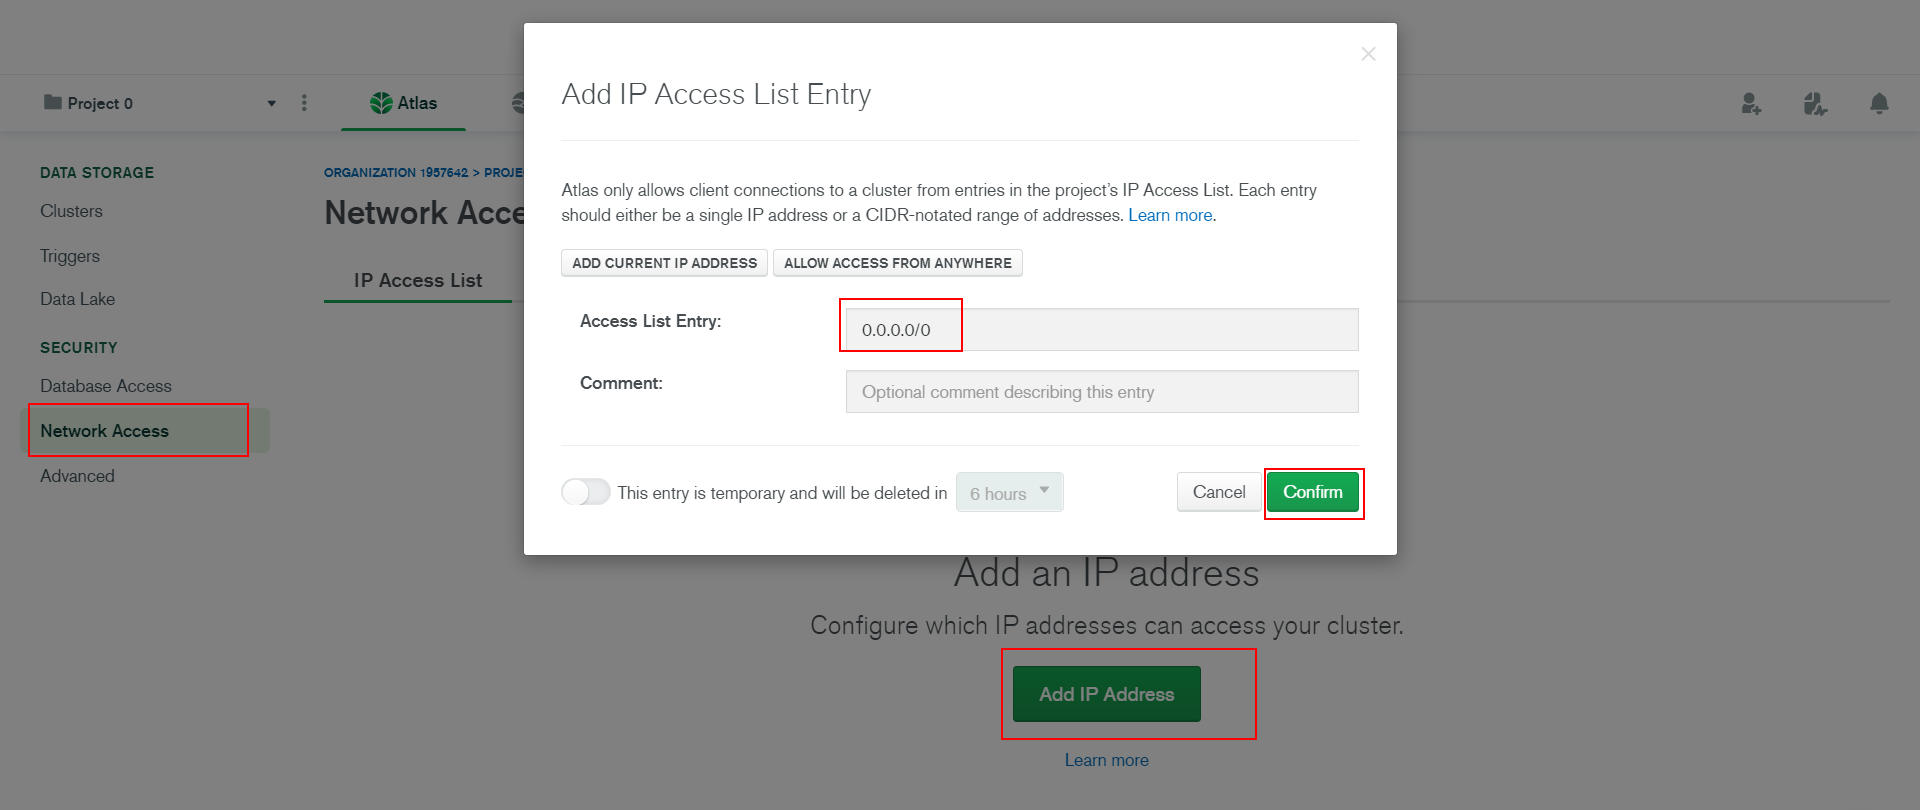 Project 0
Atlas
DATA STORAGE
Clusters
Triggers
Data Lake
SECURITY
Database Access
Network Access
Advanced
ORGANIZATION 1957642 > PROJE
Network Acce
IP Access List
Add IP Access List Entry
Atlas only allows client connections to a cluster from entries in the project's IP Access List. Each entry
should either be a single IP address or a CIDR-notated range of addresses. Learn more.
ADD CURRENT IP ADDRESS ALLOW ACCESS FROM ANYWHERE
Access List Entry: 0.0.0.0/0
Comment: Optional comment describing this entry
This entry is temporary and will be deleted in 6 hours Cancel Confirm
Add an IP address
Configure which IP addresses can access your cluster.
Add IP Address
Learn more